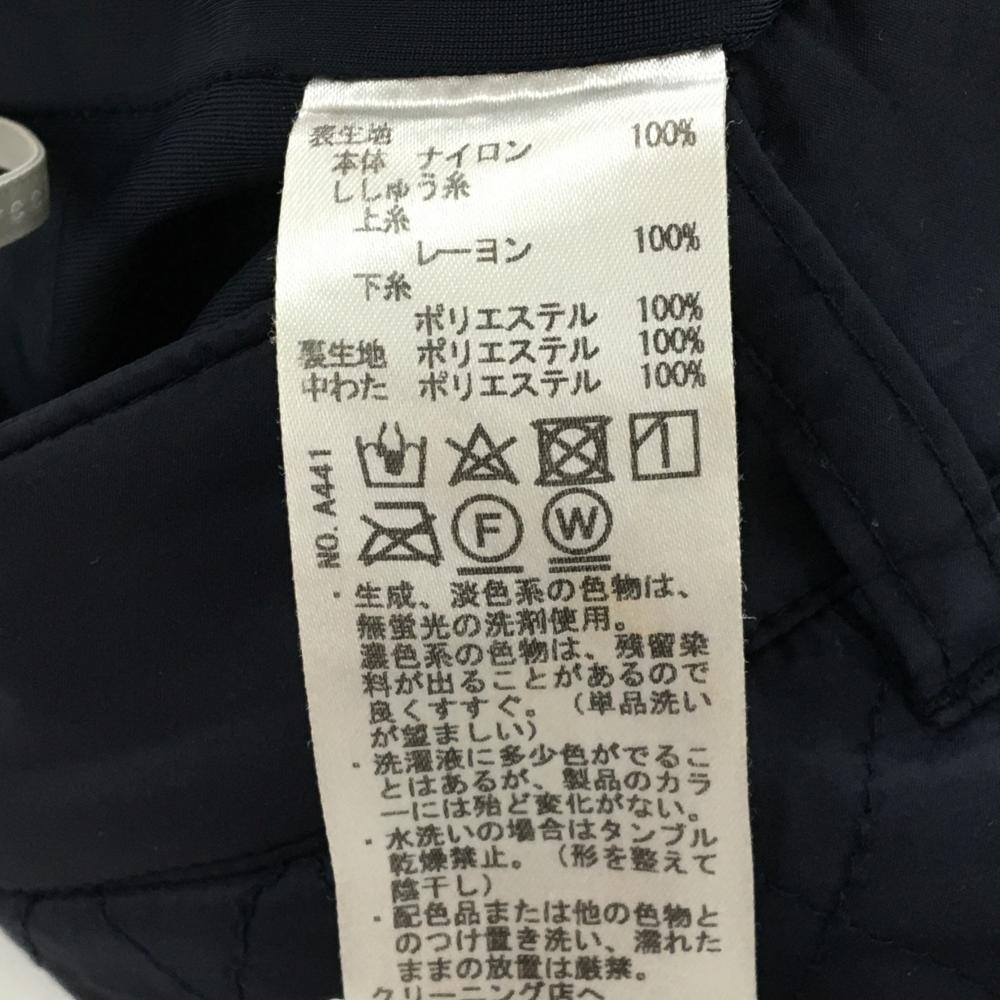 表生地
本体 ナイロン 100%
ししゅう糸
上糸
レーヨン 100%
下糸
ポリエステル 100%
裏生地 ポリエステル 100%
中わた ポリエステル 100%
NO. A441
F W
・生成、淡色系の色物は、
無蛍光の洗剤使用。
濃色系の色物は、残留染
料が出ることがあるので
良くすすぐ。（単品洗い
が望ましい）
・洗濯液に多少色がでるこ
とはあるが、製品のカラ
ーには殆ど変化がない。
・水洗いの場合はタンブル
乾燥禁止。（形を整えて
陰干し）
・配色品または他の色物と
のつけ置き洗い、濡れた
ままの放置は厳禁。
クリーニング店へ